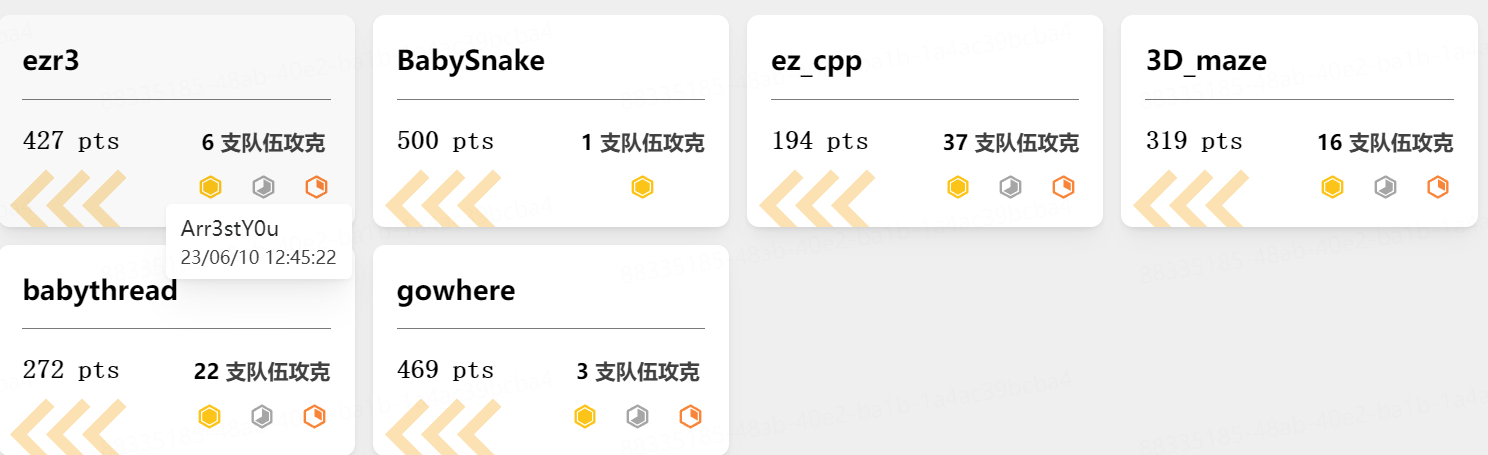 ezr3
427 pts
6 支队伍攻克
BabySnake
500 pts
1 支队伍攻克
ez_cpp
194 pts
37 支队伍攻克
3D_maze
319 pts
16 支队伍攻克
Arr3stY0u
23/06/10 12:45:22
babythread
272 pts
22 支队伍攻克
gowhere
469 pts
3 支队伍攻克